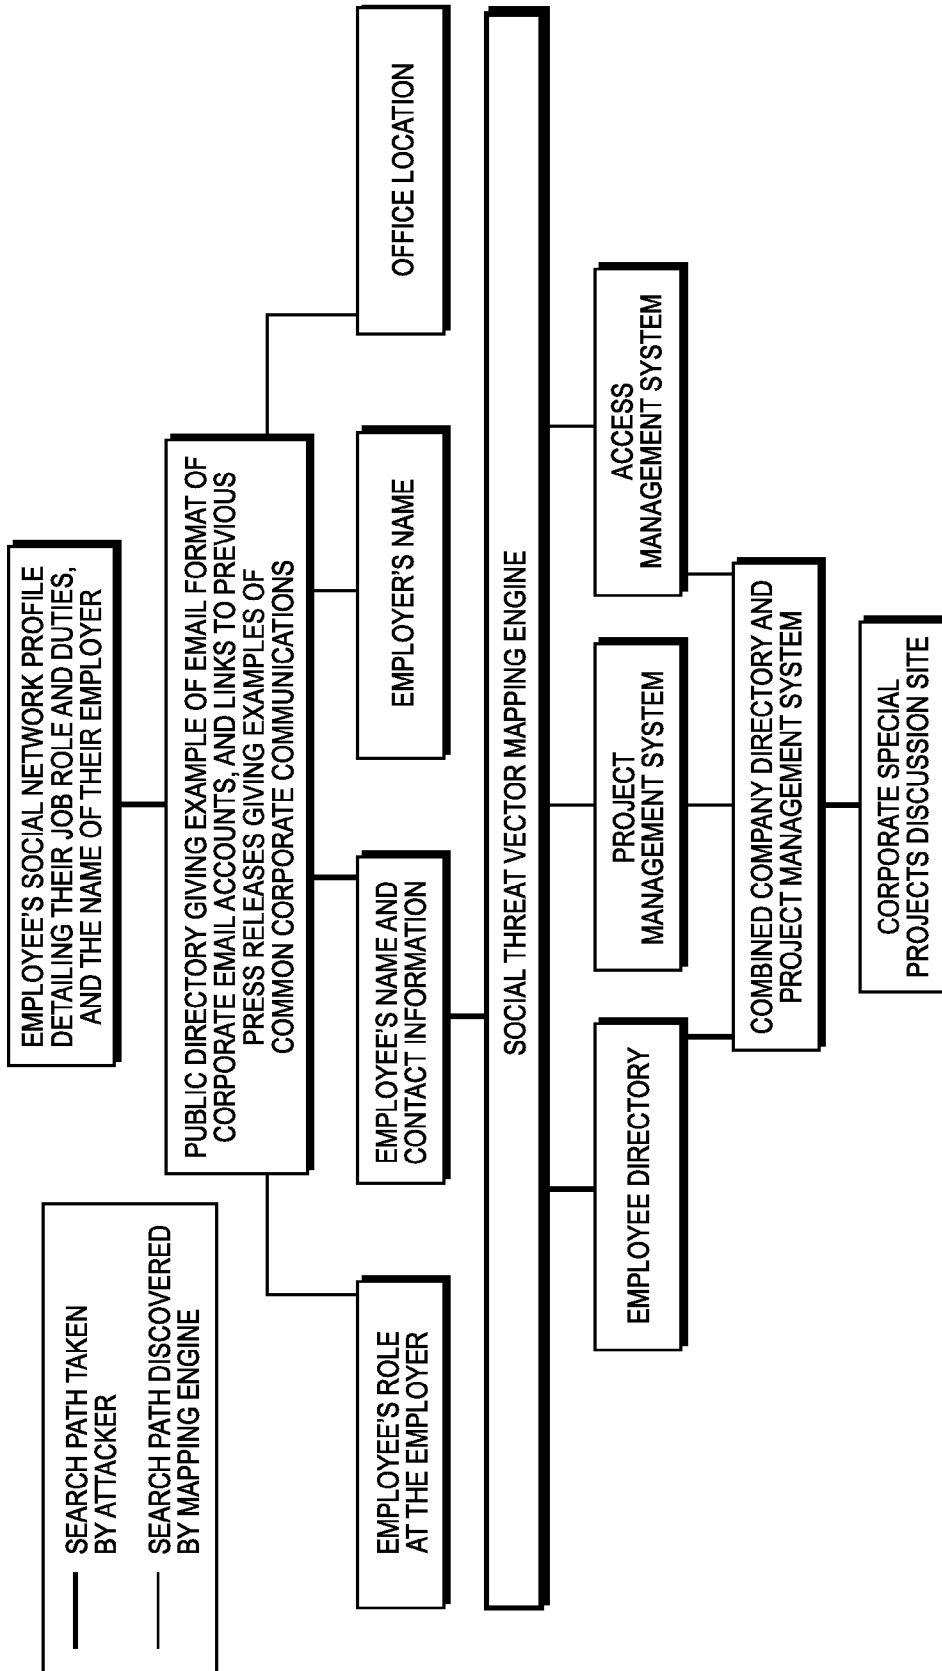 SEARCH PATH TAKEN
BY ATTACKER
SEARCH PATH DISCOVERED
BY MAPPING ENGINE
EMPLOYEE'S SOCIAL NETWORK PROFILE
DETAILING THEIR JOB ROLE AND DUTIES,
AND THE NAME OF THEIR EMPLOYER
PUBLIC DIRECTORY GIVING EXAMPLE OF EMAIL FORMAT OF
CORPORATE EMAIL ACCOUNTS, AND LINKS TO PREVIOUS
PRESS RELEASES GIVING EXAMPLES OF
COMMON CORPORATE COMMUNICATIONS
EMPLOYEE'S ROLE
AT THE EMPLOYER
EMPLOYEE'S NAME AND
CONTACT INFORMATION
EMPLOYER'S NAME
OFFICE LOCATION
SOCIAL THREAT VECTOR MAPPING ENGINE
EMPLOYEE DIRECTORY
PROJECT
MANAGEMENT SYSTEM
ACCESS
MANAGEMENT SYSTEM
COMBINED COMPANY DIRECTORY AND
PROJECT MANAGEMENT SYSTEM
CORPORATE SPECIAL
PROJECTS DISCUSSION SITE